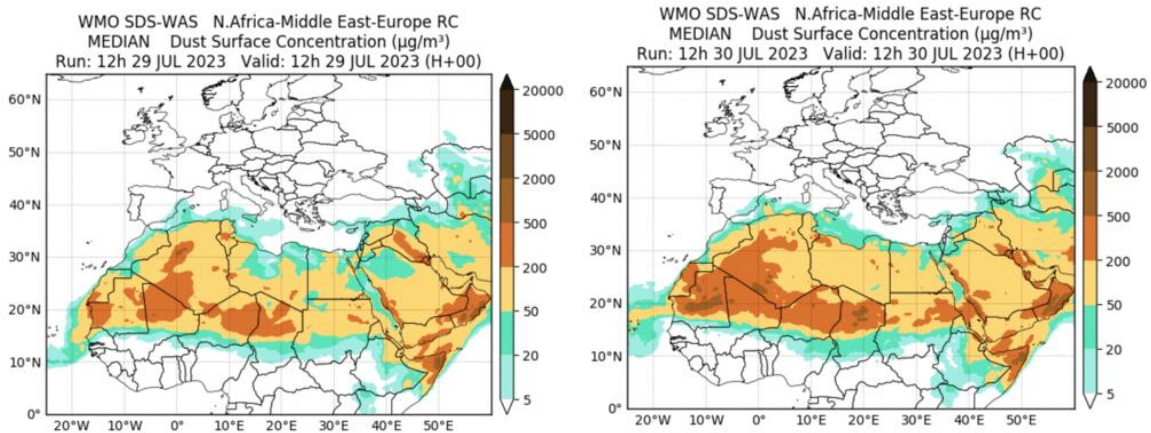 WMO SDS-WAS N.Africa-Middle East-Europe RC
MEDIAN Dust Surface Concentration (µg/m³)
Run: 12h 29 JUL 2023 Valid: 12h 29 JUL 2023 (H+00)
60°N
50°N
40°N
30°N
20°N
10°N
0°
20°W 10°W 0° 10°E 20°E 30°E 40°E 50°E
20000
5000
2000
500
200
50
20
5
WMO SDS-WAS N.Africa-Middle East-Europe RC
MEDIAN Dust Surface Concentration (µg/m³)
Run: 12h 30 JUL 2023 Valid: 12h 30 JUL 2023 (H+00)
60°N
50°N
40°N
30°N
20°N
10°N
0°
20°W 10°W 0° 10°E 20°E 30°E 40°E 50°E
20000
5000
2000
500
200
50
20
5